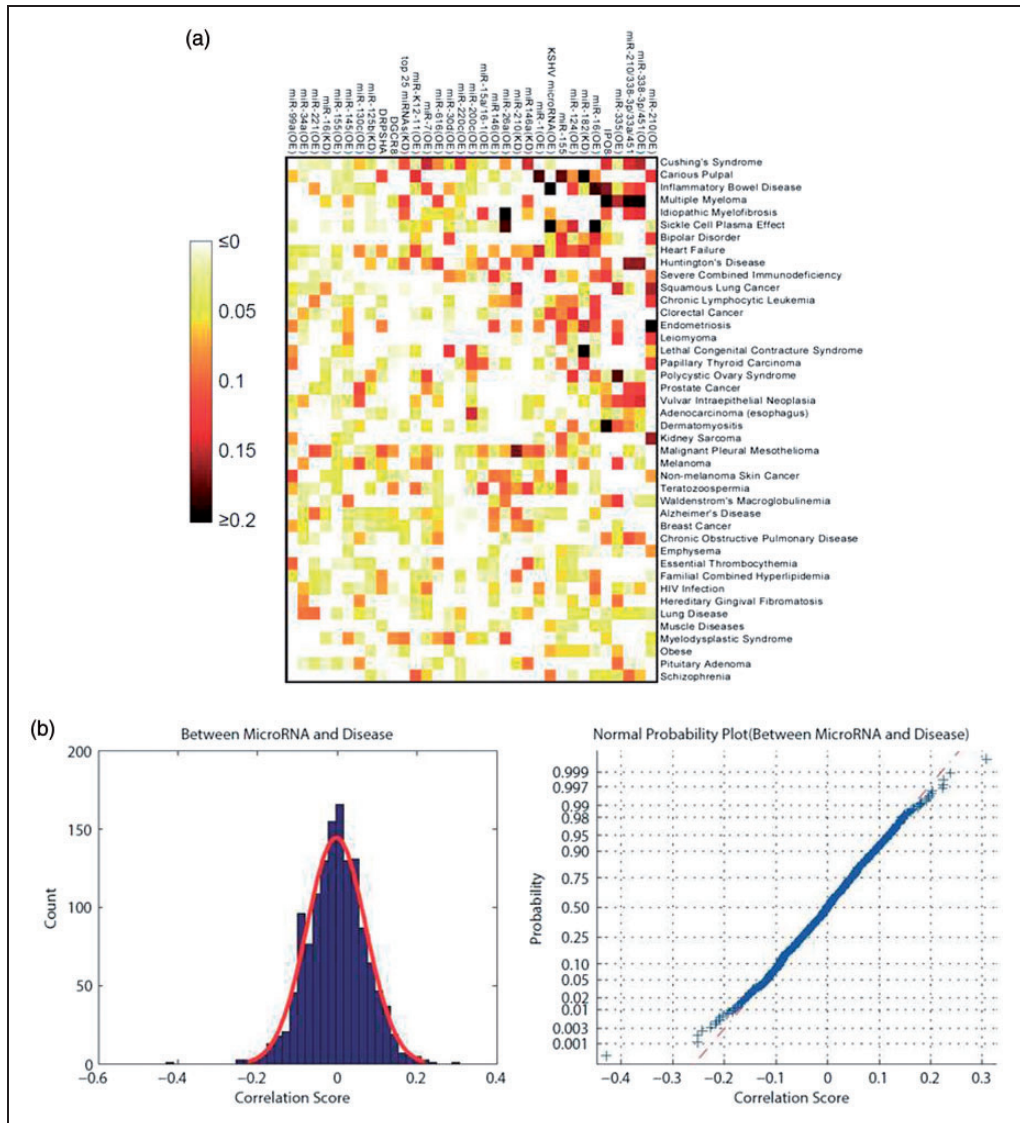 (a)
miR-99a(OE)
miR-34a(OE)
miR-221(OE)
miR-16(KD)
miR-155(OE)
miR-145(OE)
miR-130c(OE)
miR-125b(KD)
DRPSHA
DGCR8
top 25 miRNAs(KD)
miR-K12-11(OE)
miR-7(OE)
miR-616(OE)
miR-30d(OE)
miR-220c(OE)
miR-200c(OE)
miR-15a/16-1(OE)
miR146(OE)
miR-26a(OE)
miR-210(KD)
miR146a(KD)
miR-1(OE)
KSHV microRNA(OE)
miR-155
miR-124(OE)
miR-182(KD)
miR-16(OE)
IPO8
miR-335(OE)
miR-210/338-3p/33a/451
miR-338-3p/451(OE)
miR-210(OE)
Cushing's Syndrome
Carious Pulpal
Inflammatory Bowel Disease
Multiple Myeloma
Idiopathic Myelofibrosis
Sickle Cell Plasma Effect
Bipolar Disorder
Heart Failure
Huntington's Disease
Severe Combined Immunodeficiency
Squamous Lung Cancer
Chronic Lymphocytic Leukemia
Clorectal Cancer
Endometriosis
Leiomyoma
Lethal Congenital Contracture Syndrome
Papillary Thyroid Carcinoma
Polycystic Ovary Syndrome
Prostate Cancer
Vulvar Intraepithelial Neoplasia
Adenocarcinoma (esophagus)
Dermatomyositis
Kidney Sarcoma
Malignant Pleural Mesothelioma
Melanoma
Non-melanoma Skin Cancer
Teratozoospermia
Waldenstrom's Macroglobulinemia
Alzheimer's Disease
Breast Cancer
Chronic Obstructive Pulmonary Disease
Emphysema
Essential Thrombocythemia
Familial Combined Hyperlipidemia
HIV Infection
Hereditary Gingival Fibromatosis
Lung Disease
Muscle Diseases
Myelodysplastic Syndrome
Obese
Pituitary Adenoma
Schizophrenia
≤0
0.05
0.1
0.15
≥0.2
(b)
Between MicroRNA and Disease
200
150
100
50
0
Count
−0.6
−0.4
−0.2
0
0.2
0.4
Correlation Score
Normal Probability Plot(Between MicroRNA and Disease)
0.999
0.997
0.99
0.98
0.95
0.90
0.75
0.50
0.25
0.10
0.05
0.02
0.01
0.003
0.001
Probability
−0.4
−0.3
−0.2
−0.1
0
0.1
0.2
0.3
Correlation Score